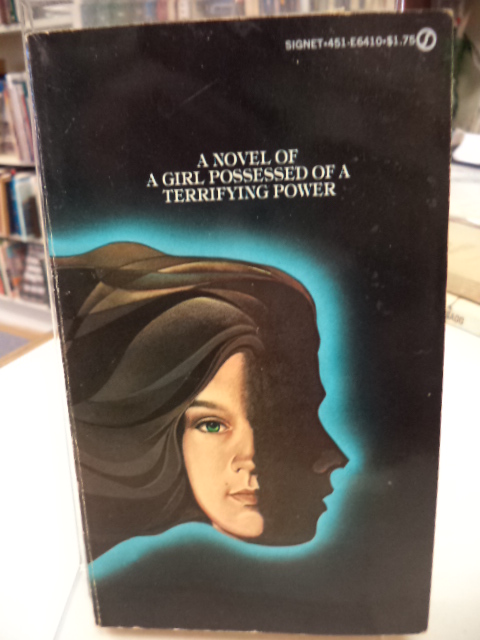 SIGNET•451-E6410•$1.75
A NOVEL OF
A GIRL POSSESSED OF A
TERRIFYING POWER